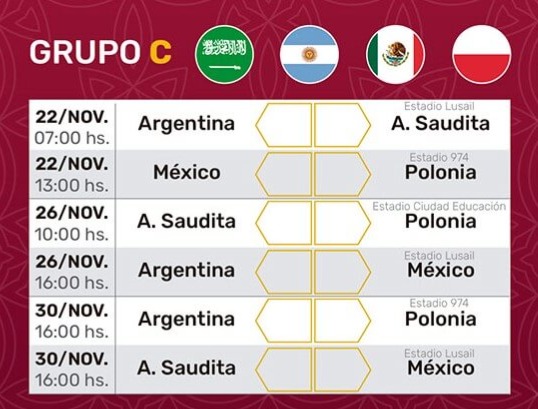 GRUPO C
22/NOV.
07:00 hs.
Argentina
Estadio Lusail
A. Saudita
22/NOV.
13:00 hs.
México
Estadio 974
Polonia
26/NOV.
10:00 hs.
A. Saudita
Estadio Ciudad Educación
Polonia
26/NOV.
16:00 hs.
Argentina
Estadio Lusail
México
30/NOV.
16:00 hs.
Argentina
Estadio 974
Polonia
30/NOV.
16:00 hs.
A. Saudita
Estadio Lusail
México